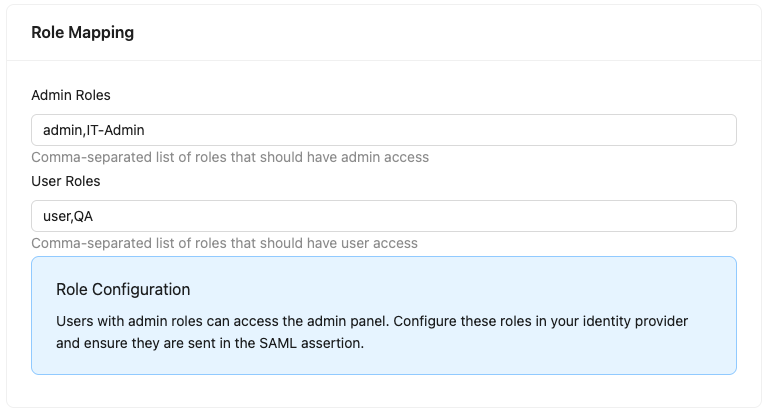 Role Mapping
Admin Roles
admin,IT-Admin
Comma-separated list of roles that should have admin access
User Roles
user,QA
Comma-separated list of roles that should have user access
Role Configuration
Users with admin roles can access the admin panel. Configure these roles in your identity provider
and ensure they are sent in the SAML assertion.